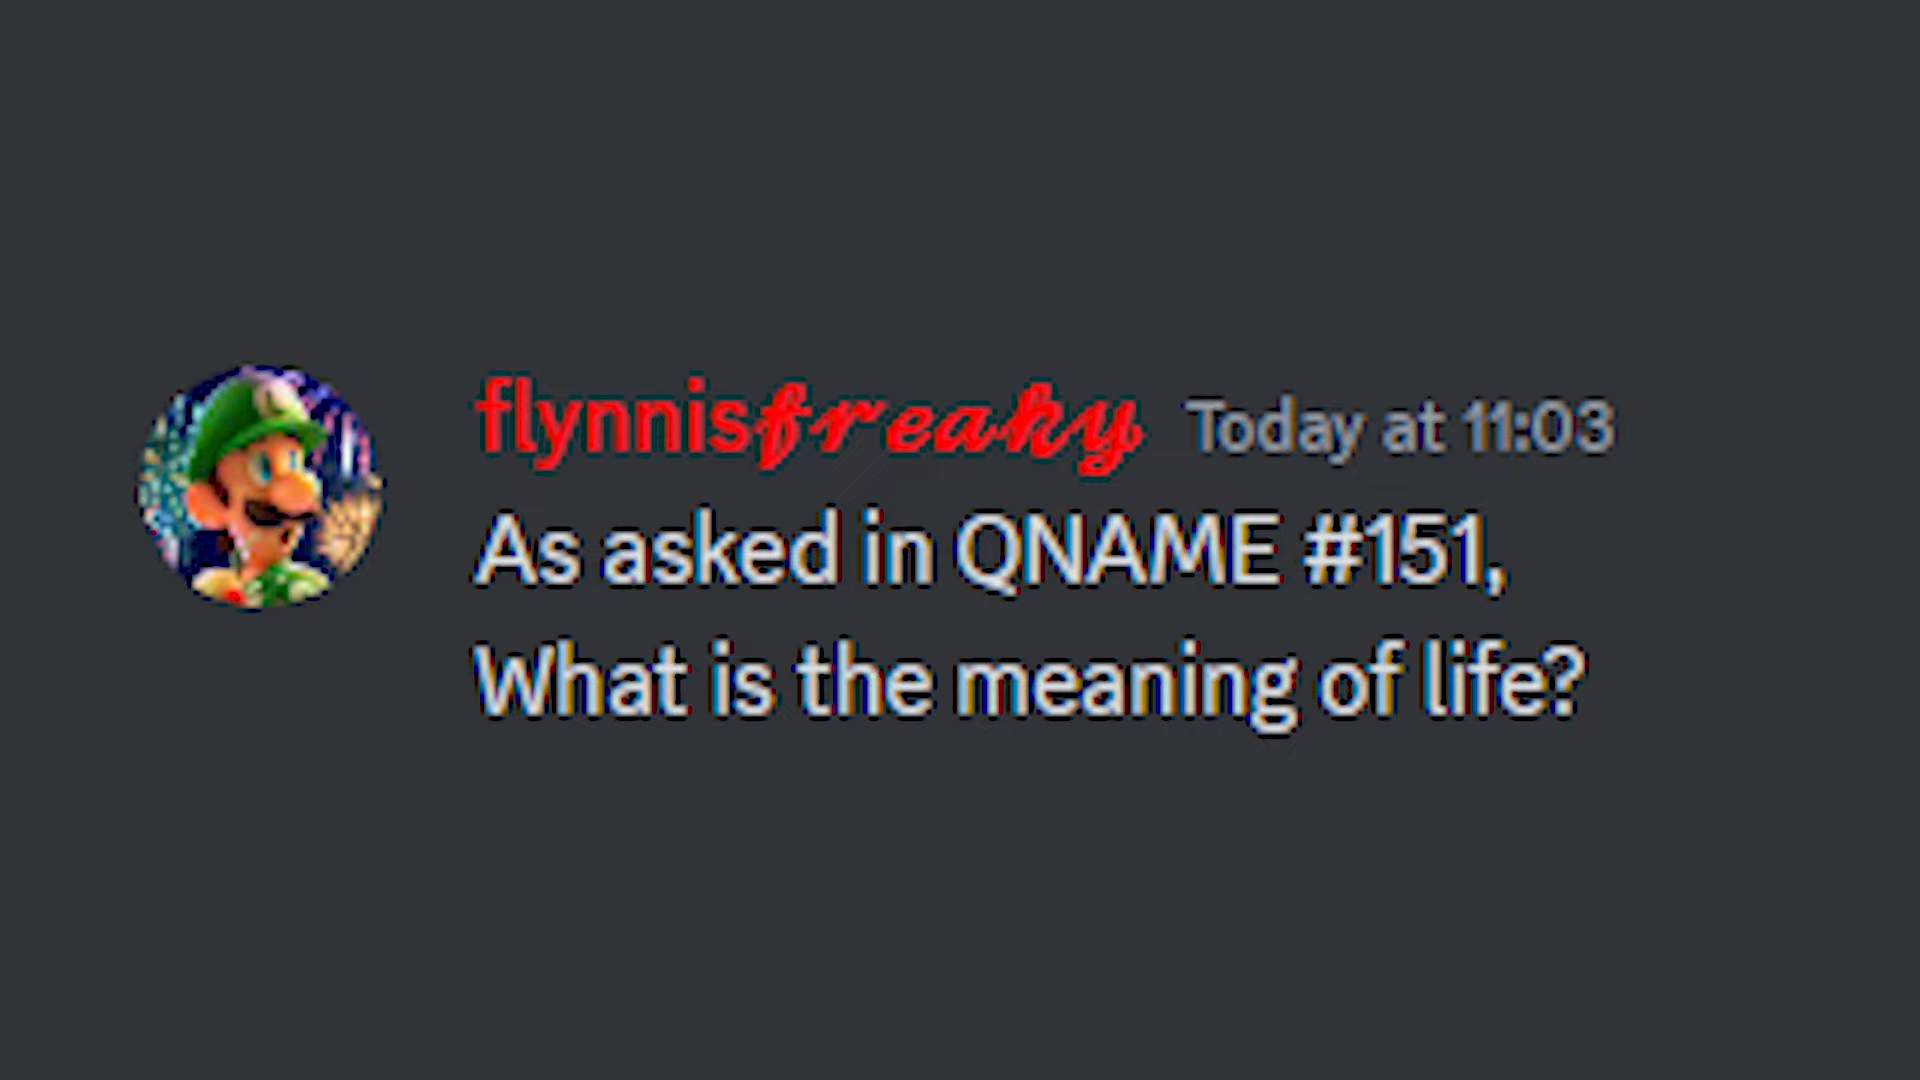 flynnis𝓯𝓻𝓮𝓪𝓴𝔂 Today at 11:03
As asked in QNAME #151,
What is the meaning of life?